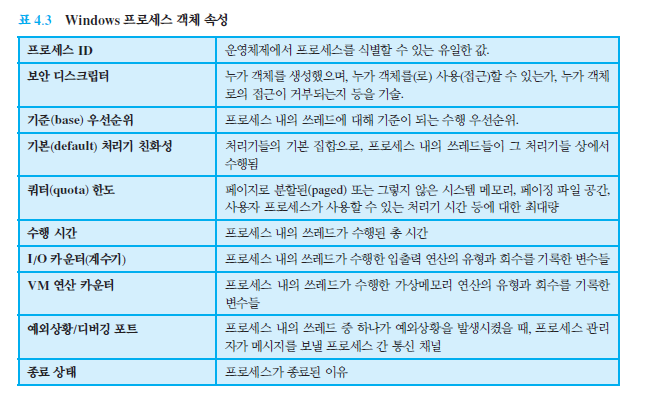 표 4.3 Windows 프로세스 객체 속성
프로세스 ID
운영체제에서 프로세스를 식별할 수 있는 유일한 값.
보안 디스크립터
누가 객체를 생성했으며, 누가 객체를(로) 사용(접근)할 수 있는가, 누가 객체
로의 접근이 거부되는지 등을 기술.
기준(base) 우선순위
프로세스 내의 쓰레드에 대해 기준이 되는 수행 우선순위.
기본(default) 처리기 친화성
처리기들의 기본 집합으로, 프로세스 내의 쓰레드들이 그 처리기들 상에서
수행됨
쿼터(quota) 한도
페이지로 분할된(paged) 또는 그렇지 않은 시스템 메모리, 페이징 파일 공간,
사용자 프로세스가 사용할 수 있는 처리기 시간 등에 대한 최대량
수행 시간
프로세스 내의 쓰레드가 수행된 총 시간
I/O 카운터(계수기)
프로세스 내의 쓰레드가 수행한 입출력 연산의 유형과 회수를 기록한 변수들
VM 연산 카운터
프로세스 내의 쓰레드가 수행한 가상메모리 연산의 유형과 회수를 기록한
변수들
예외상황/디버깅 포트
프로세스 내의 쓰레드 중 하나가 예외상황을 발생시켰을 때, 프로세스 관리
자가 메시지를 보낼 프로세스 간 통신 채널
종료 상태
프로세스가 종료된 이유